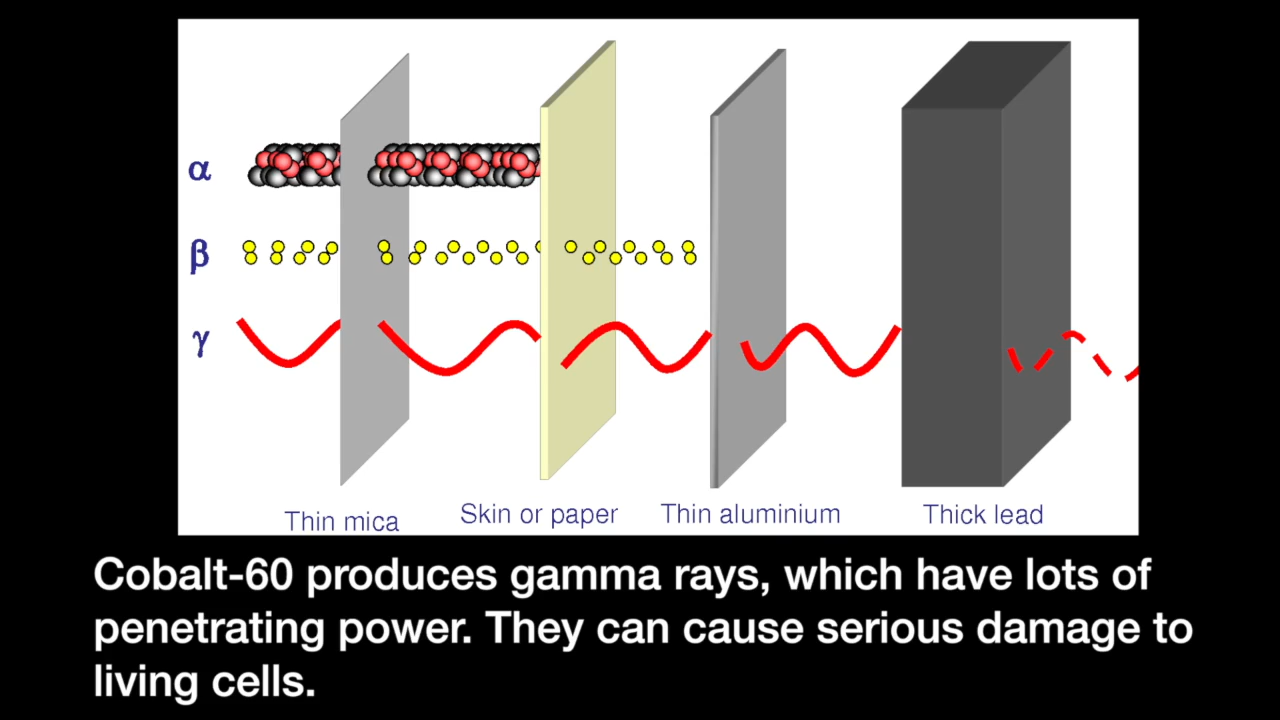 α
β
γ
Thin mica
Skin or paper
Thin aluminium
Thick lead
Cobalt-60 produces gamma rays, which have lots of
penetrating power. They can cause serious damage to
living cells.